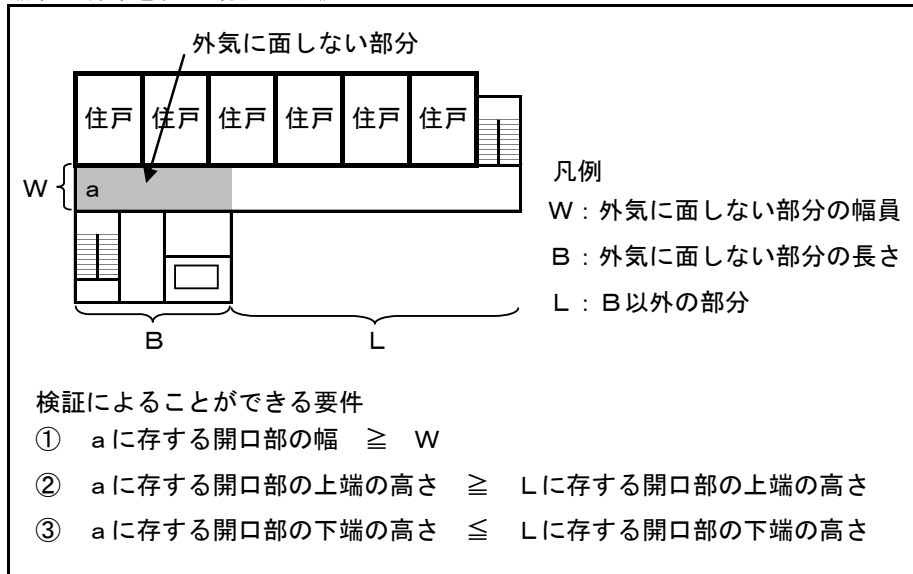 外気に面しない部分
住戸 住戸 住戸 住戸 住戸 住戸
W a
凡例
W：外気に面しない部分の幅員
B：外気に面しない部分の長さ
L：B以外の部分
B L
検証によることができる要件
① aに存する開口部の幅 ≧ W
② aに存する開口部の上端の高さ ≧ Lに存する開口部の上端の高さ
③ aに存する開口部の下端の高さ ≦ Lに存する開口部の下端の高さ